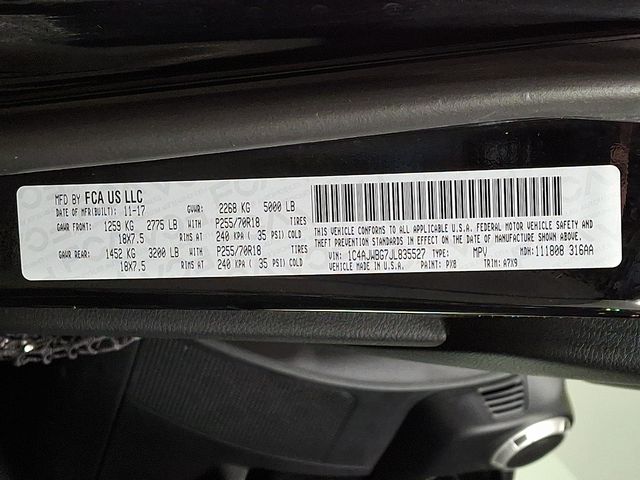 MFD BY FCA US LLC
DATE OF MFR(BUILT): 11-17 GVWR: 2268 KG 5000 LB
GAWR FRONT: 1259 KG 2775 LB WITH P255/70R18 TIRES
18X7.5 RIMS AT 240 KPA ( 35 PSI) COLD
GAWR REAR: 1452 KG 3200 LB WITH P255/70R18 TIRES
18X7.5 RIMS AT 240 KPA ( 35 PSI) COLD
THIS VEHICLE CONFORMS TO ALL APPLICABLE U.S.A. FEDERAL MOTOR VEHICLE SAFETY AND
THEFT PREVENTION STANDARDS IN EFFECT ON THE DATE OF MANUFACTURE SHOWN ABOVE.
VIN: 1C4AJWBG7JL835527 TYPE: MPV MDH: 111808 316AA
VEHICLE MADE IN U.S.A. PAINT: PX8 TRIM: A7X9